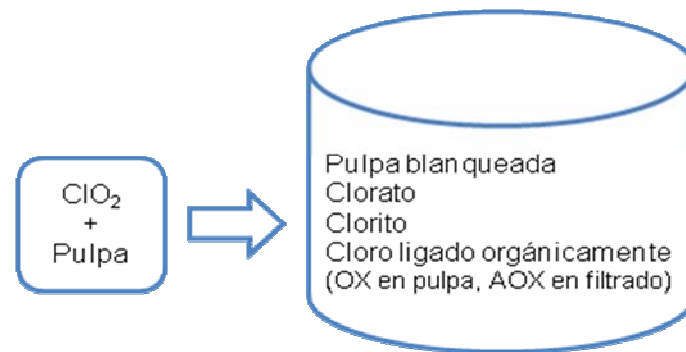 ClO₂
+
Pulpa
Pulpa blanqueada
Clorato
Clorito
Cloro ligado orgánicamente
(OX en pulpa, AOX en filtrado)